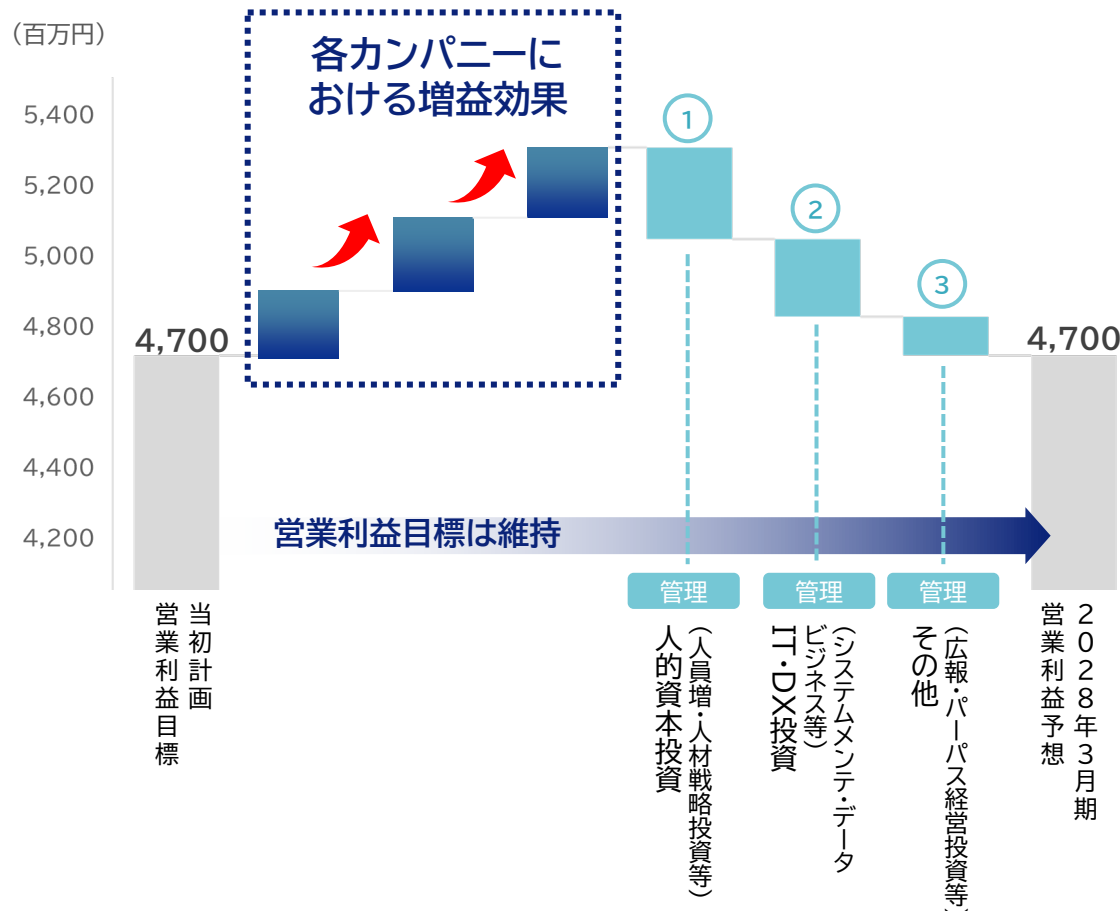 （百万円）
各カンパニーに
おける増益効果
5,400
5,200
5,000
4,800
4,600
4,400
4,200
①
②
③
4,700
4,700
営業利益目標は維持
管理
管理
管理
当初計画
営業利益目標
人的資本投資
（人員増・人材戦略投資等）
IT・DX投資
（システムメンテ・データ
ビジネス等）
その他
（広報・パーパス経営投資等）
2028年3月期
営業利益予想